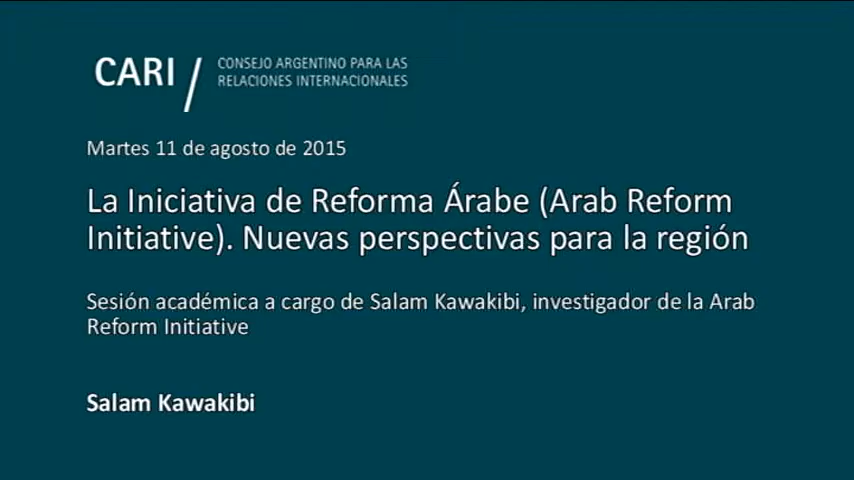 CARI / CONSEJO ARGENTINO PARA LAS
RELACIONES INTERNACIONALES
Martes 11 de agosto de 2015
La Iniciativa de Reforma Árabe (Arab Reform
Initiative). Nuevas perspectivas para la región
Sesión académica a cargo de Salam Kawakibi, investigador de la Arab
Reform Initiative
Salam Kawakibi